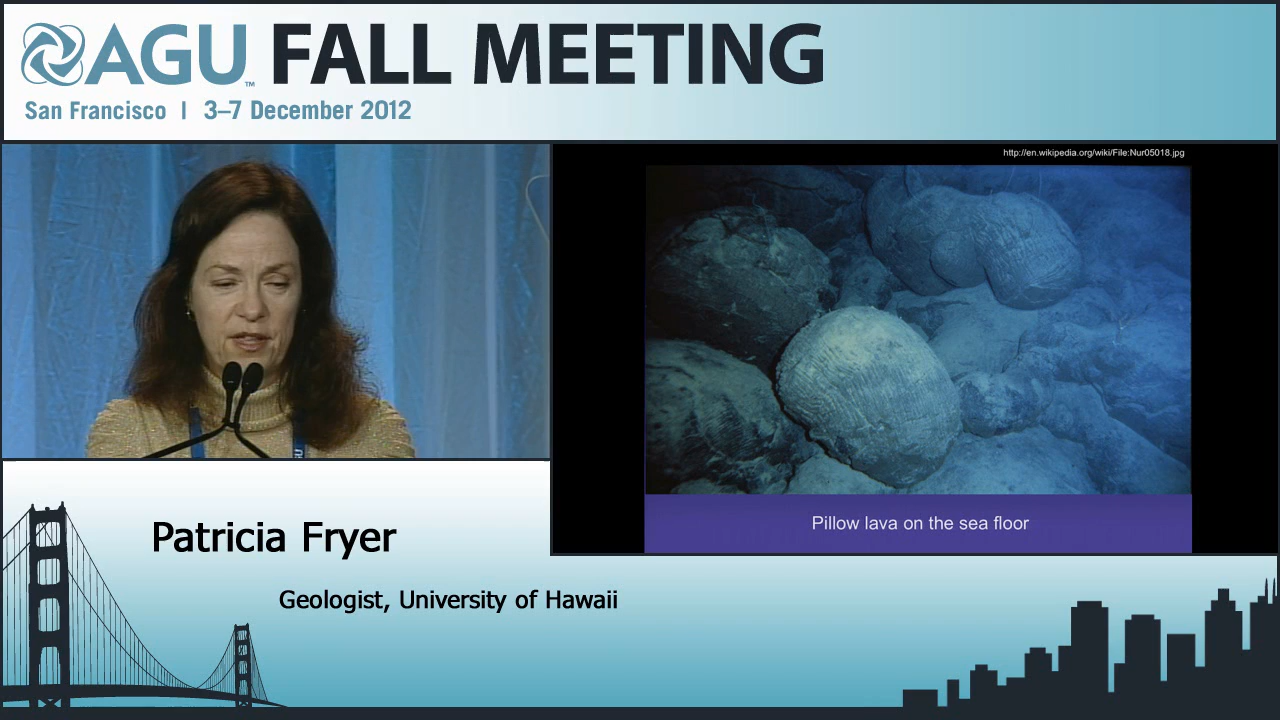 AGU™ FALL MEETING
San Francisco | 3–7 December 2012
http://en.wikipedia.org/wiki/File:Nur05018.jpg
Pillow lava on the sea floor
Patricia Fryer
Geologist, University of Hawaii